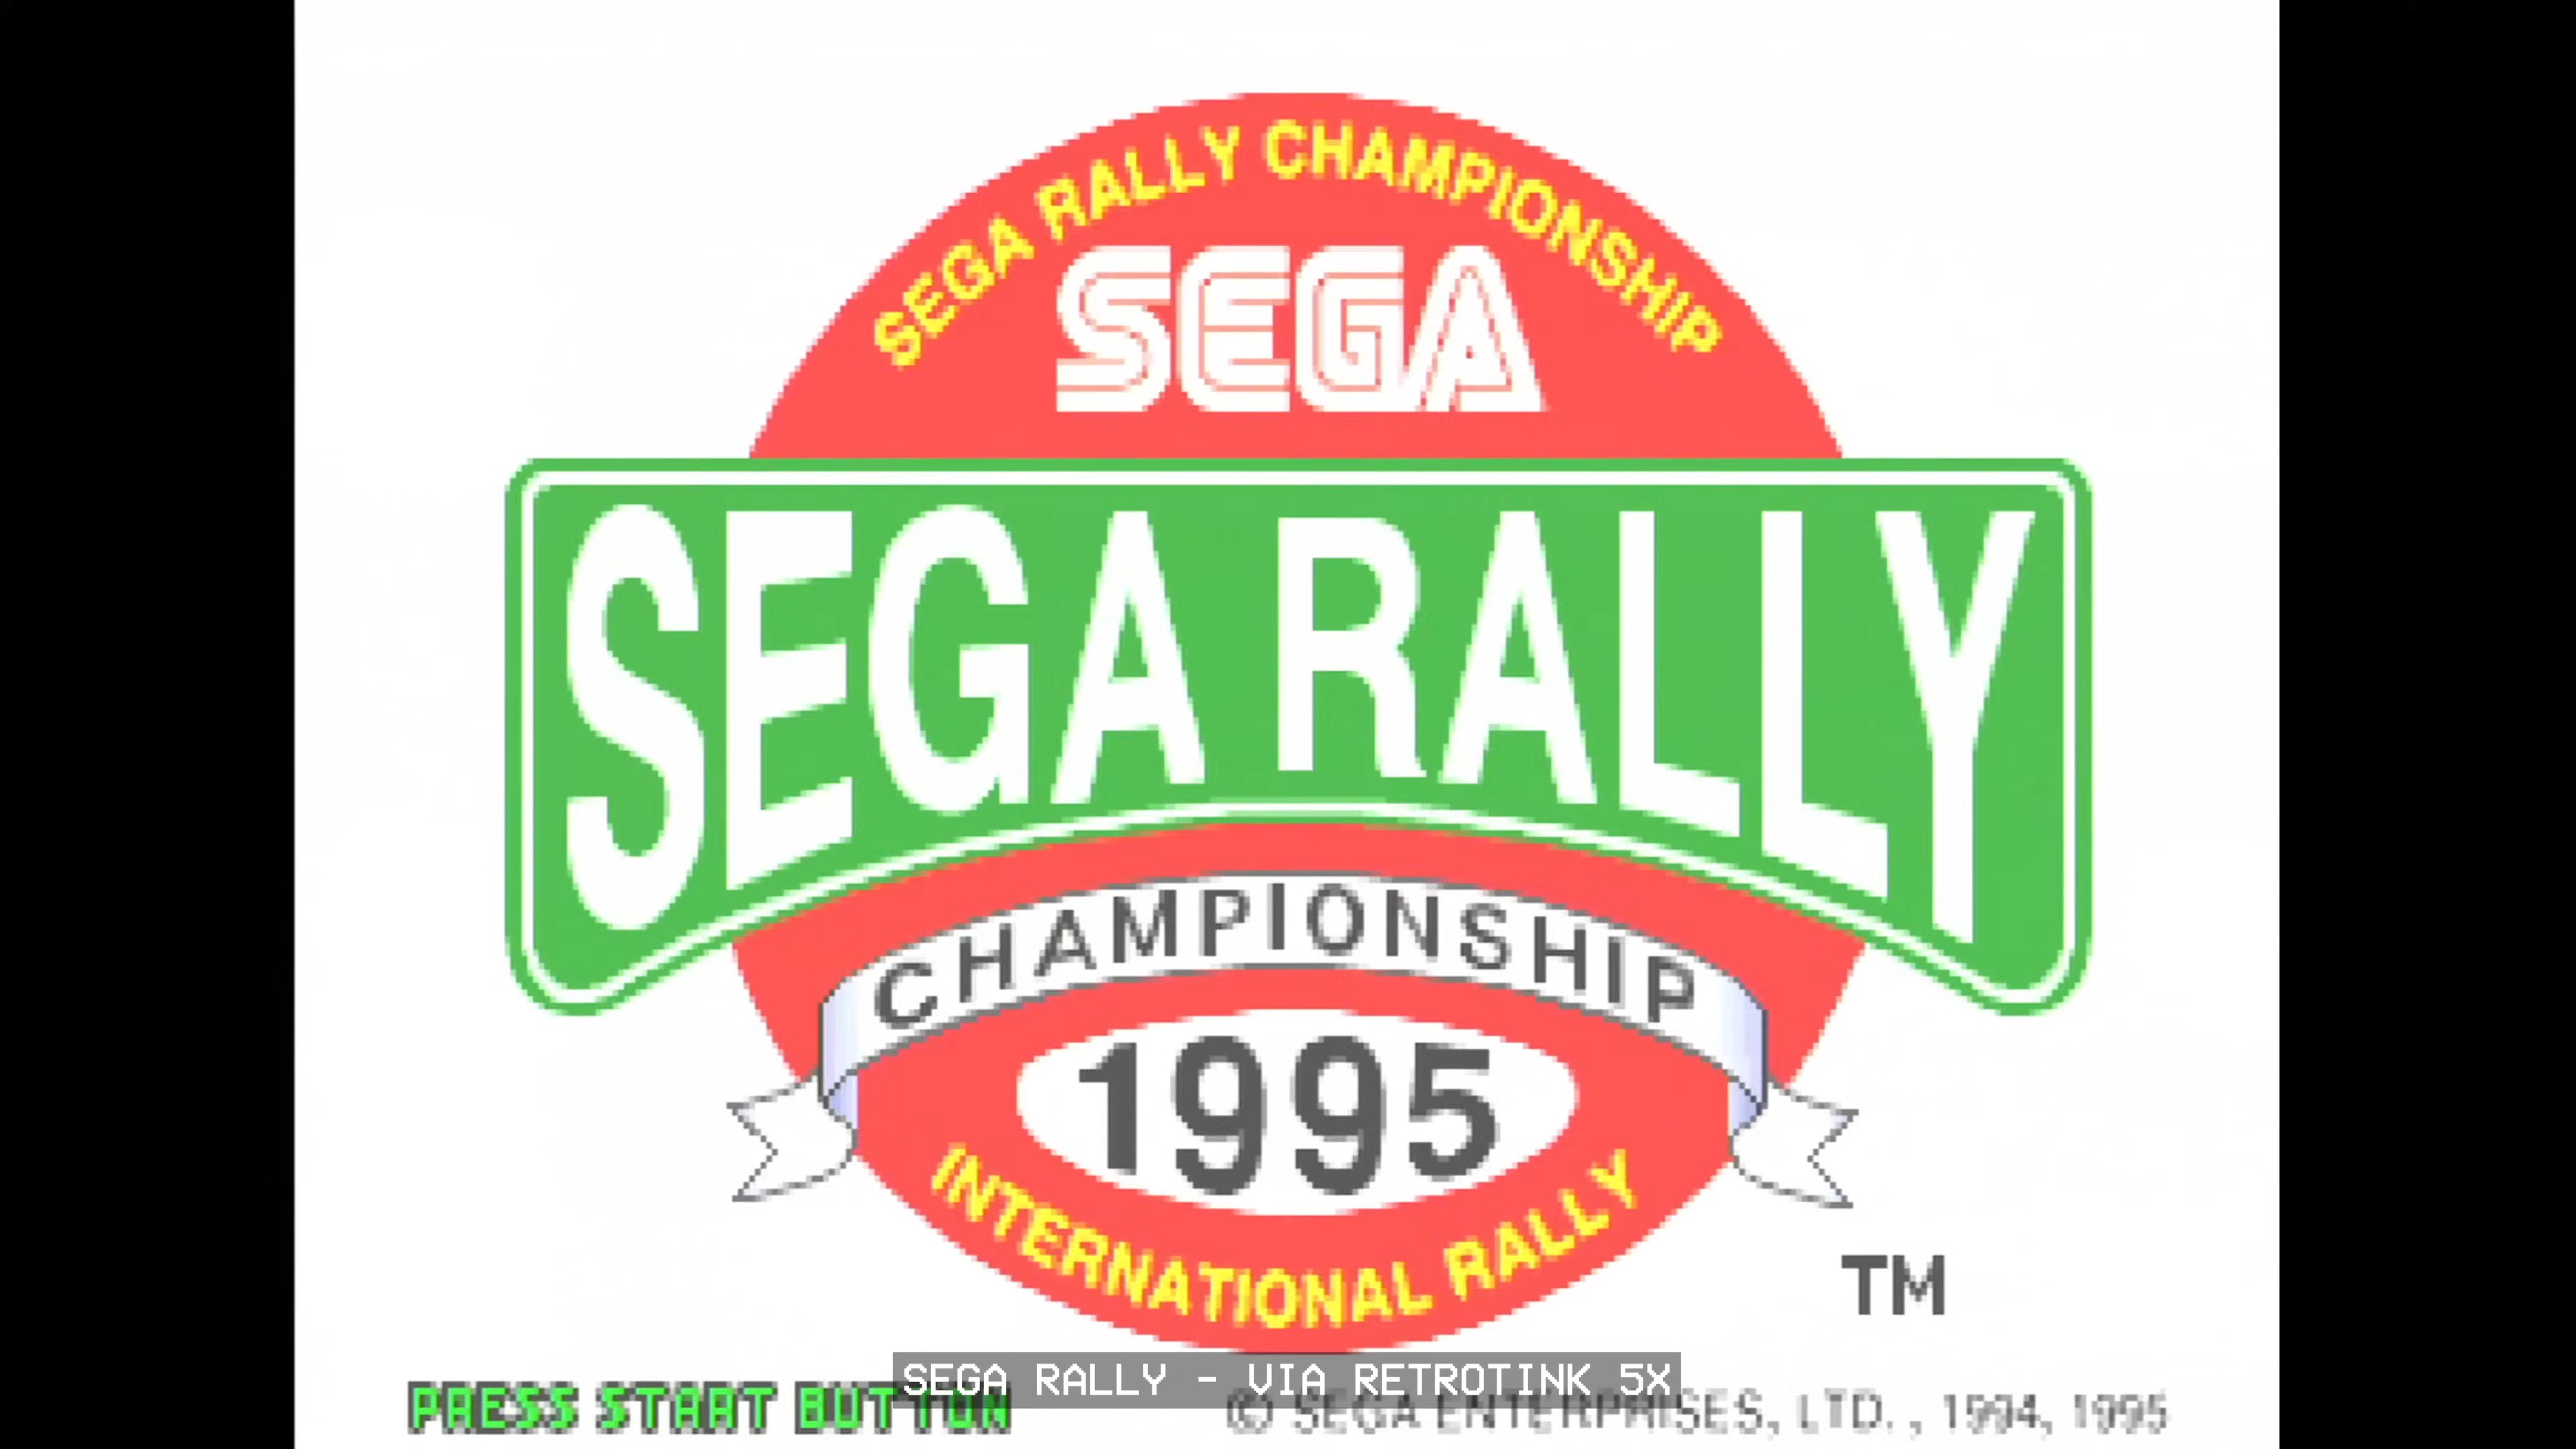 SEGA RALLY CHAMPIONSHIP
SEGA
SEGA RALLY
CHAMPIONSHIP
1995
INTERNATIONAL RALLY
TM
SEGA RALLY - VIA RETROTINK 5X
PRESS START BUTTON
© SEGA ENTERPRISES, LTD., 1994, 1995